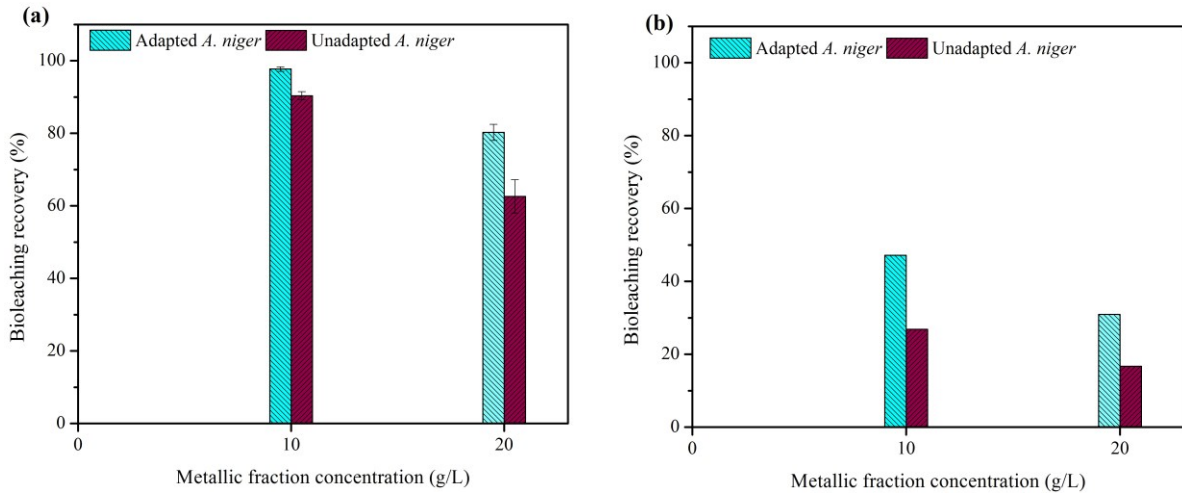 (a)
Adapted A. niger Unadapted A. niger
100
80
60
40
20
0
0 10 20
Bioleaching recovery (%)
Metallic fraction concentration (g/L)
(b)
Adapted A. niger Unadapted A. niger
100
80
60
40
20
0
0 10 20
Bioleaching recovery (%)
Metallic fraction concentration (g/L)